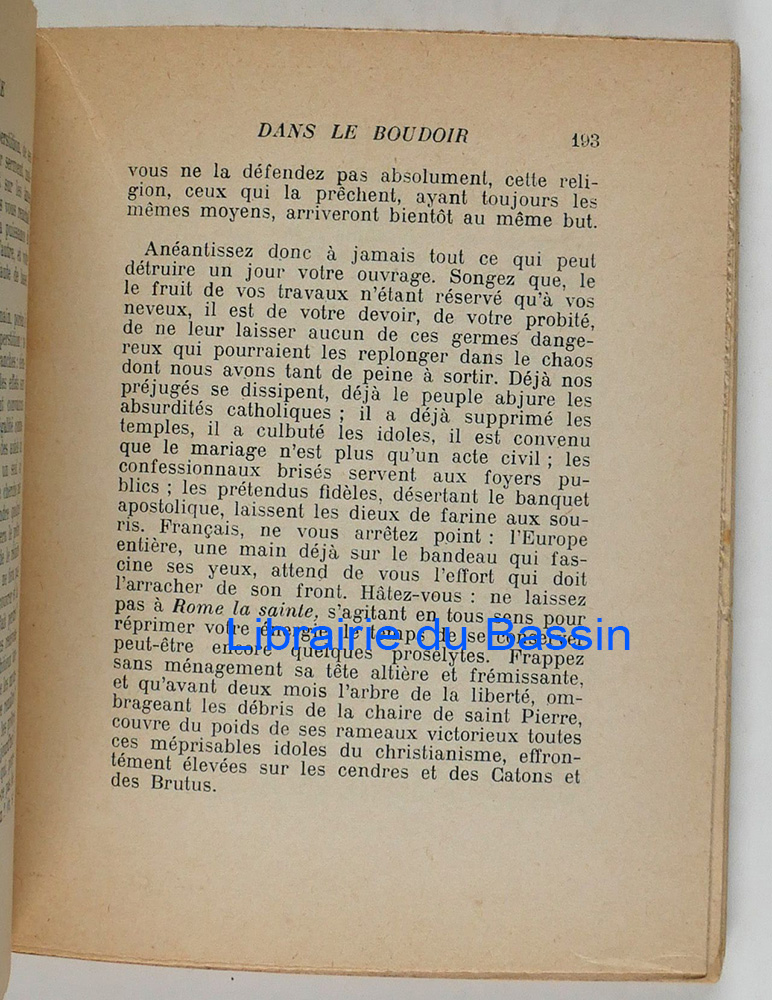 DANS LE BOUDOIR 193
vous ne la défendez pas absolument, cette reli-
gion, ceux qui la prêchent, ayant toujours les
mêmes moyens, arriveront bientôt au même but.
Anéantissez donc à jamais tout ce qui peut
détruire un jour votre ouvrage. Songez que, le
le fruit de vos travaux n'étant réservé qu'à vos
neveux, il est de votre devoir, de votre probité,
de ne leur laisser aucun de ces germes dange-
reux qui pourraient les replonger dans le chaos
dont nous avons tant de peine à sortir. Déjà nos
préjugés se dissipent, déjà le peuple abjure les
absurdités catholiques ; il a déjà supprimé les
temples, il a culbuté les idoles, il est convenu
que le mariage n'est plus qu'un acte civil ; les
confessionnaux brisés servent aux foyers pu-
blics ; les prétendus fidèles, désertant le banquet
apostolique, laissent les dieux de farine aux sou-
ris. Français, ne vous arrêtez point : l'Europe
entière, une main déjà sur le bandeau qui fas-
cine ses yeux, attend de vous l'effort qui doit
l'arracher de son front. Hâtez-vous : ne laissez
pas à Rome la sainte, s'agitant en tous sens pour
réprimer votre énergie, le temps de se conserver
peut-être encore quelques prosélytes. Frappez
sans ménagement sa tête altière et frémissante,
et qu'avant deux mois l'arbre de la liberté, om-
brageant les débris de la chaire de saint Pierre,
couvre du poids de ses rameaux victorieux toutes
ces méprisables idoles du christianisme, effron-
tément élevées sur les cendres et des Catons et
des Brutus.
Librairie du Bassin